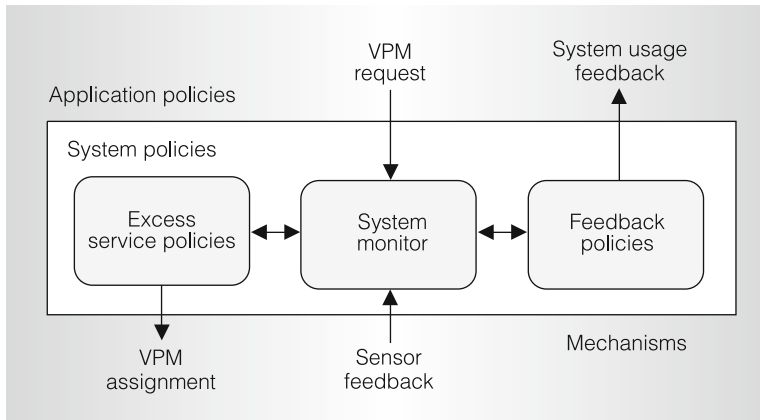 VPM
request
System usage
feedback
Application policies
System policies
Excess
service policies
System
monitor
Feedback
policies
VPM
assignment
Sensor
feedback
Mechanisms